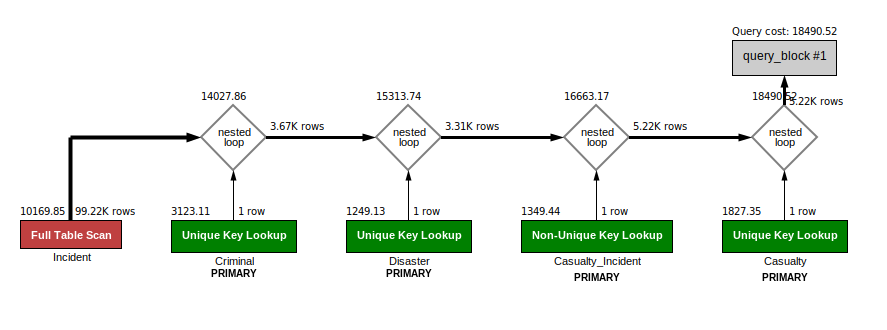 Query cost: 18490.52
query_block #1
14027.86
15313.74
16663.17
18490.52
5.22K rows
nested
loop
3.67K rows
nested
loop
3.31K rows
nested
loop
5.22K rows
nested
loop
10169.85
99.22K rows
3123.11
1 row
1249.13
1 row
1349.44
1 row
1827.35
1 row
Full Table Scan
Unique Key Lookup
Unique Key Lookup
Non-Unique Key Lookup
Unique Key Lookup
Incident
Criminal
PRIMARY
Disaster
PRIMARY
Casualty_Incident
PRIMARY
Casualty
PRIMARY